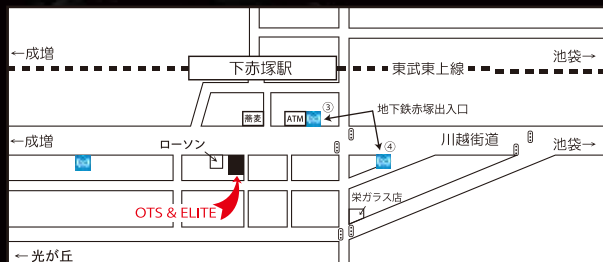 ←成増
下赤塚駅
東武東上線
池袋→
蕎麦
ATM
③
地下鉄赤塚出入口
←成増
ローソン
④
川越街道
池袋→
OTS & ELITE
栄ガラス店
←光が丘